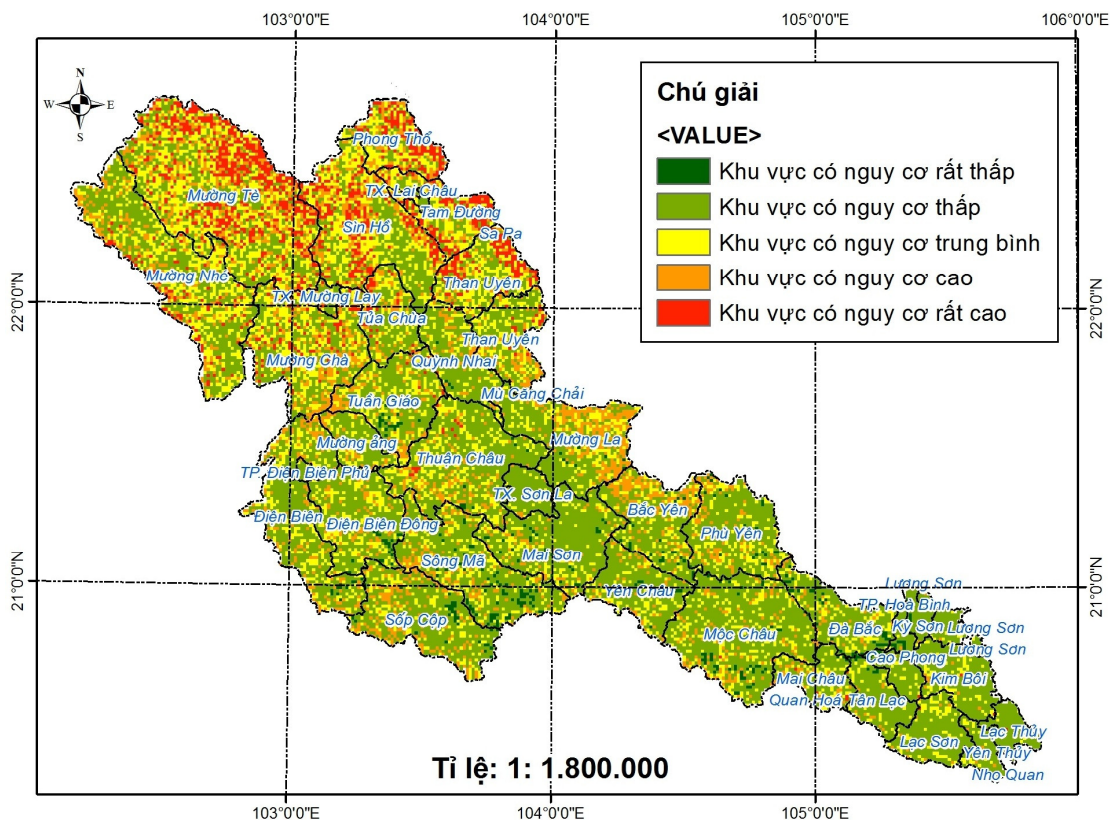 103°0'0"E
104°0'0"E
105°0'0"E
106°0'0"E
N
W
E
S
Chú giải
<VALUE>
Khu vực có nguy cơ rất thấp
Khu vực có nguy cơ thấp
Khu vực có nguy cơ trung bình
Khu vực có nguy cơ cao
Khu vực có nguy cơ rất cao
Phong Thổ
TX. Lai Châu
Mường Tè
Tam Đường
Sìn Hồ
Sa Pa
Mường Nhé
Than Uyên
TX. Mường Lay
22°0'0"N
22°0'0"N
Tủa Chùa
Than Uyên
Mường Chà
Quỳnh Nhai
Mù Cang Chải
Tuần Giáo
Mường ảng
Mường La
Thuận Châu
TP. Điện Biên Phủ
TX. Sơn La
Bắc Yên
Điện Biên
Điện Biên Đông
Phù Yên
Mai Sơn
Sông Mã
21°0'0"N
21°0'0"N
Yên Châu
Lương Sơn
TP. Hoà Bình
Sốp Cộp
Mộc Châu
Đà Bắc
Kỳ Sơn
Lương Sơn
Lương Sơn
Cao Phong
Mai Châu
Kim Bôi
Quan Hoá
Tân Lạc
Lạc Thủy
Lạc Sơn
Yên Thủy
Nho Quan
Tỉ lệ: 1: 1.800.000
103°0'0"E
104°0'0"E
105°0'0"E